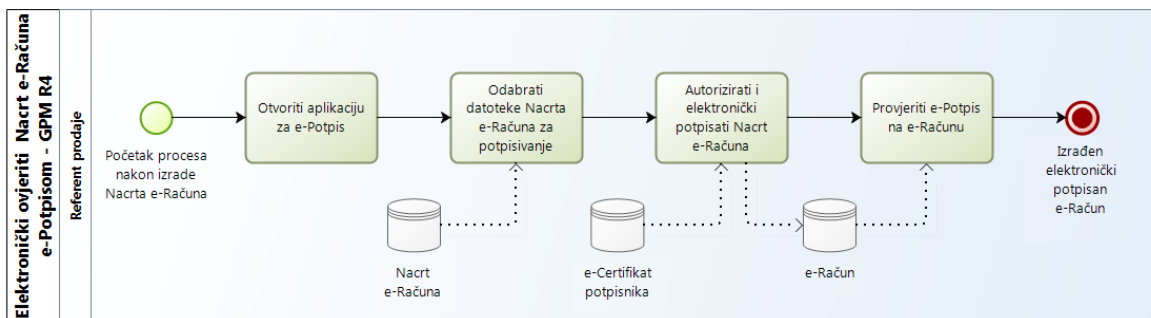 Elektronički ovjeriti Nacrt e-Računa
e-Potpisom - GPM R4
Referent prodaje
Početak procesa
nakon izrade
Nacrta e-Računa
Otvoriti aplikaciju
za e-Potpis
Odabrati
datoteke Nacrta
e-Računa za
potpisivanje
Autorizirati i
elektronički
potpisati Nacrt
e-Računa
Provjeriti e-Potpis
na e-Računu
Izrađen
elektronički
potpisan
e-Račun
Nacrt
e-Računa
e-Certifikat
potpisnika
e-Račun